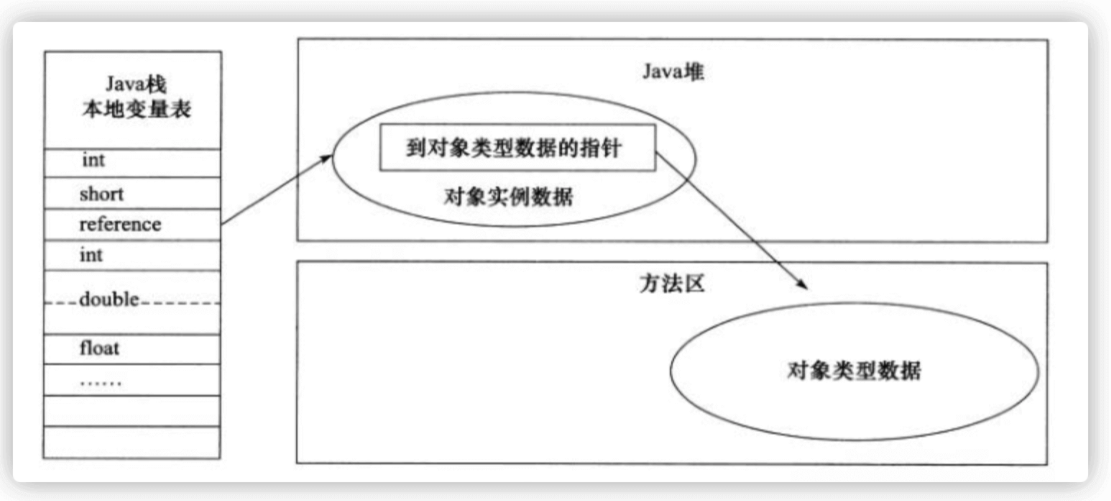 Java栈
本地变量表
int
short
reference
int
double
float
……
Java堆
到对象类型数据的指针
对象实例数据
方法区
对象类型数据